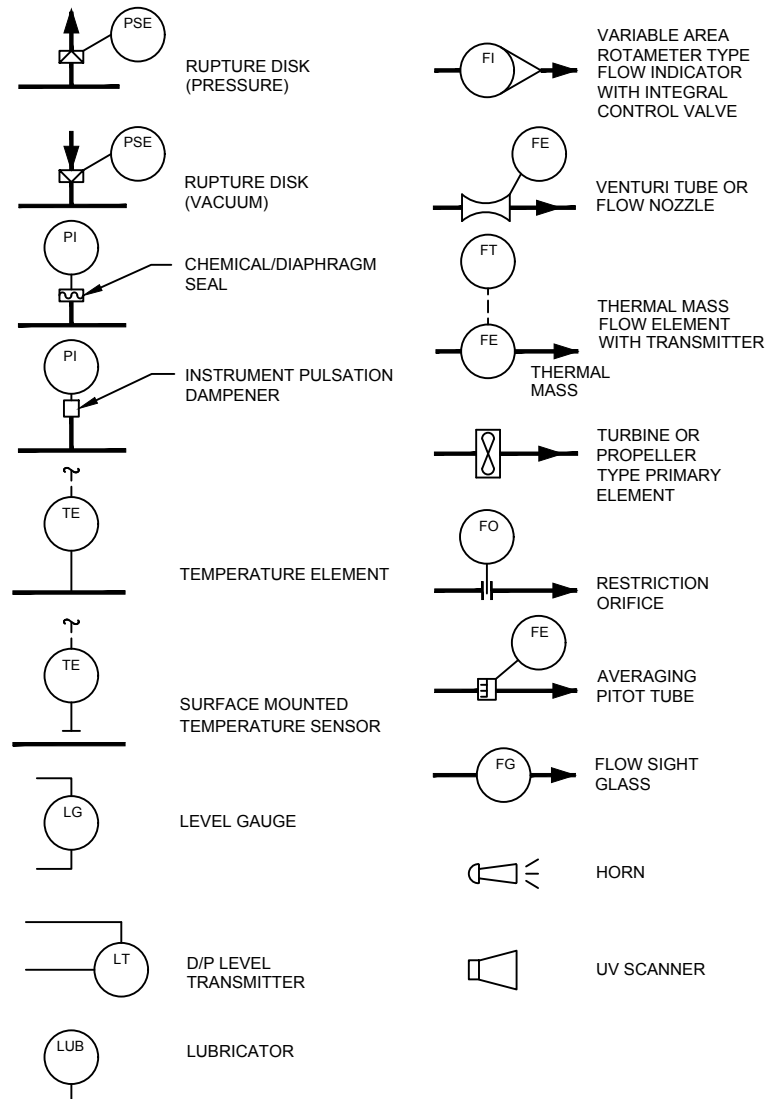 PSE
RUPTURE DISK
(PRESSURE)
PSE
RUPTURE DISK
(VACUUM)
PI
CHEMICAL/DIAPHRAGM
SEAL
PI
INSTRUMENT PULSATION
DAMPENER
TE
TEMPERATURE ELEMENT
TE
SURFACE MOUNTED
TEMPERATURE SENSOR
LG
LEVEL GAUGE
LT
D/P LEVEL
TRANSMITTER
LUB
LUBRICATOR
FI
VARIABLE AREA
ROTAMETER TYPE
FLOW INDICATOR
WITH INTEGRAL
CONTROL VALVE
FE
VENTURI TUBE OR
FLOW NOZZLE
FT
FE
THERMAL
MASS
THERMAL MASS
FLOW ELEMENT
WITH TRANSMITTER
TURBINE OR
PROPELLER
TYPE PRIMARY
ELEMENT
FO
RESTRICTION
ORIFICE
FE
AVERAGING
PITOT TUBE
FG
FLOW SIGHT
GLASS
HORN
UV SCANNER